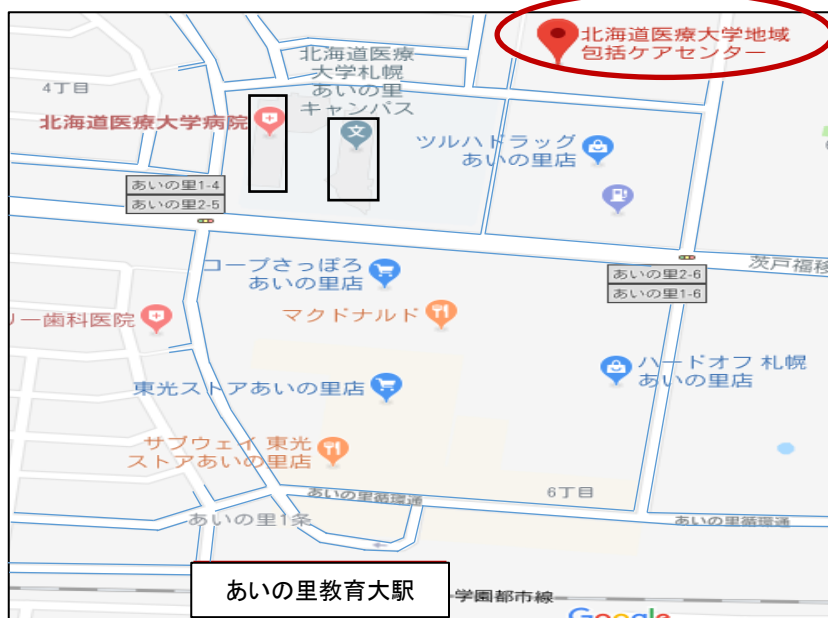 北海道医療大学地域
包括ケアセンター
北海道医療
大学札幌
あいの里
キャンパス
文
4丁目
北海道医療大学病院
ツルハドラッグ
あいの里店
あいの里1-4
あいの里2-5
茨戸福移
コープさっぽろ
あいの里店
あいの里2-6
あいの里1-6
マクドナルド
リー歯科医院
ハードオフ 札幌
あいの里店
東光ストアあいの里店
サブウェイ 東光
ストアあいの里店
あいの里循環通
6丁目
あいの里1条
あいの里循環通
あいの里教育大駅
学園都市線
Google